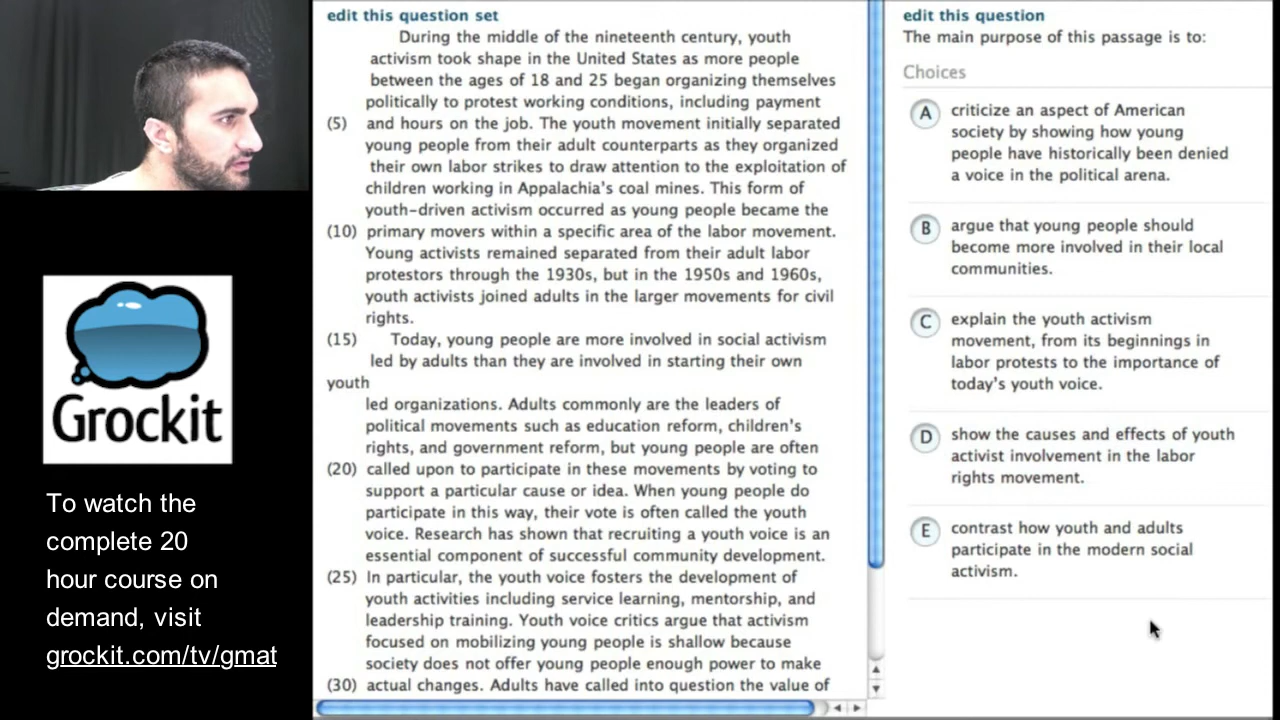 edit this question set
During the middle of the nineteenth century, youth
activism took shape in the United States as more people
between the ages of 18 and 25 began organizing themselves
politically to protest working conditions, including payment
(5) and hours on the job. The youth movement initially separated
young people from their adult counterparts as they organized
their own labor strikes to draw attention to the exploitation of
children working in Appalachia's coal mines. This form of
youth-driven activism occurred as young people became the
(10) primary movers within a specific area of the labor movement.
Young activists remained separated from their adult labor
protestors through the 1930s, but in the 1950s and 1960s,
youth activists joined adults in the larger movements for civil
rights.
(15) Today, young people are more involved in social activism
led by adults than they are involved in starting their own
youth
led organizations. Adults commonly are the leaders of
political movements such as education reform, children's
rights, and government reform, but young people are often
(20) called upon to participate in these movements by voting to
support a particular cause or idea. When young people do
participate in this way, their vote is often called the youth
voice. Research has shown that recruiting a youth voice is an
essential component of successful community development.
(25) In particular, the youth voice fosters the development of
youth activities including service learning, mentorship, and
leadership training. Youth voice critics argue that activism
focused on mobilizing young people is shallow because
society does not offer young people enough power to make
(30) actual changes. Adults have called into question the value of
edit this question
The main purpose of this passage is to:
Choices
A criticize an aspect of American
society by showing how young
people have historically been denied
a voice in the political arena.
B argue that young people should
become more involved in their local
communities.
C explain the youth activism
movement, from its beginnings in
labor protests to the importance of
today's youth voice.
D show the causes and effects of youth
activist involvement in the labor
rights movement.
E contrast how youth and adults
participate in the modern social
activism.
Grockit
To watch the
complete 20
hour course on
demand, visit
grockit.com/tv/gmat